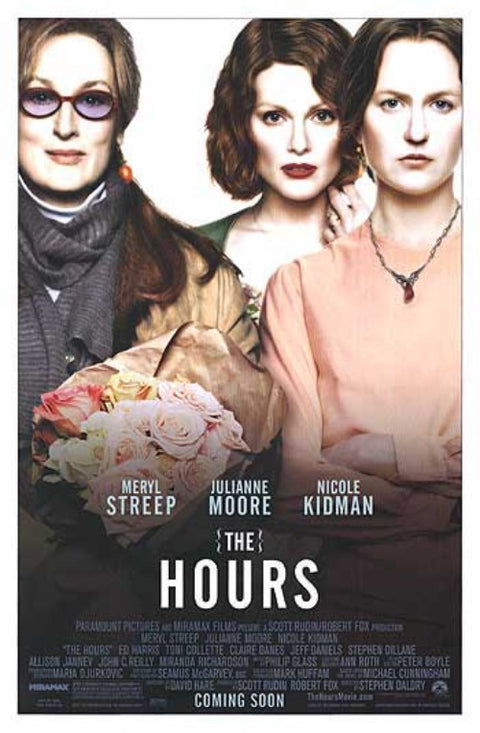 MERYL STREEP
JULIANNE MOORE
NICOLE KIDMAN
{THE}
HOURS
PARAMOUNT PICTURES AND MIRAMAX FILMS PRESENT A SCOTT RUDIN/ROBERT FOX PRODUCTION
MERYL STREEP JULIANNE MOORE NICOLE KIDMAN
"THE HOURS" ED HARRIS TONI COLLETTE CLAIRE DANES JEFF DANIELS STEPHEN DILLANE
ALLISON JANNEY JOHN C. REILLY MIRANDA RICHARDSON PHILIP GLASS ANN ROTH PETER BOYLE
MARIA DJURKOVIC SEAMUS McGARVEY, BSC MARK HUFFAM MICHAEL CUNNINGHAM
MIRAMAX DAVID HARE SCOTT RUDIN ROBERT FOX STEPHEN DALDRY
TheHoursMovie.com
COMING SOON